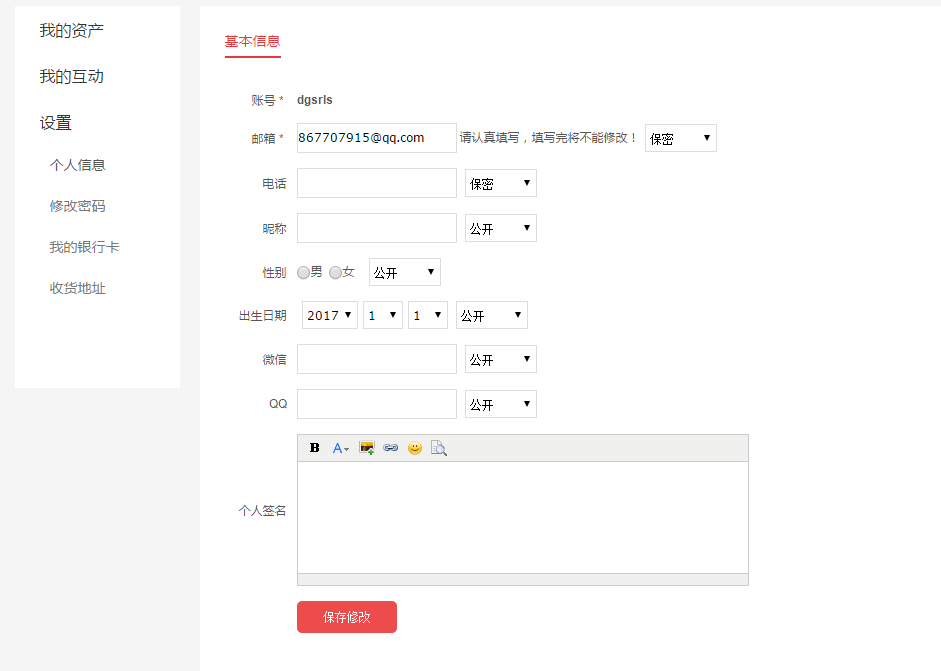 我的资产
我的互动
设置
个人信息
修改密码
我的银行卡
收货地址
基本信息
账号 * dgsrls
邮箱 * 867707915@qq.com 请认真填写，填写完将不能修改！ 保密
电话 保密
昵称 公开
性别 男 女 公开
出生日期 2017 1 1 公开
微信 公开
QQ 公开
B A
个人签名
保存修改